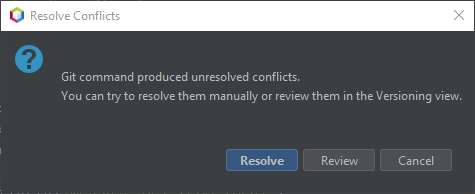 Resolve Conflicts
Git command produced unresolved conflicts.
You can try to resolve them manually or review them in the Versioning view.
Resolve
Review
Cancel